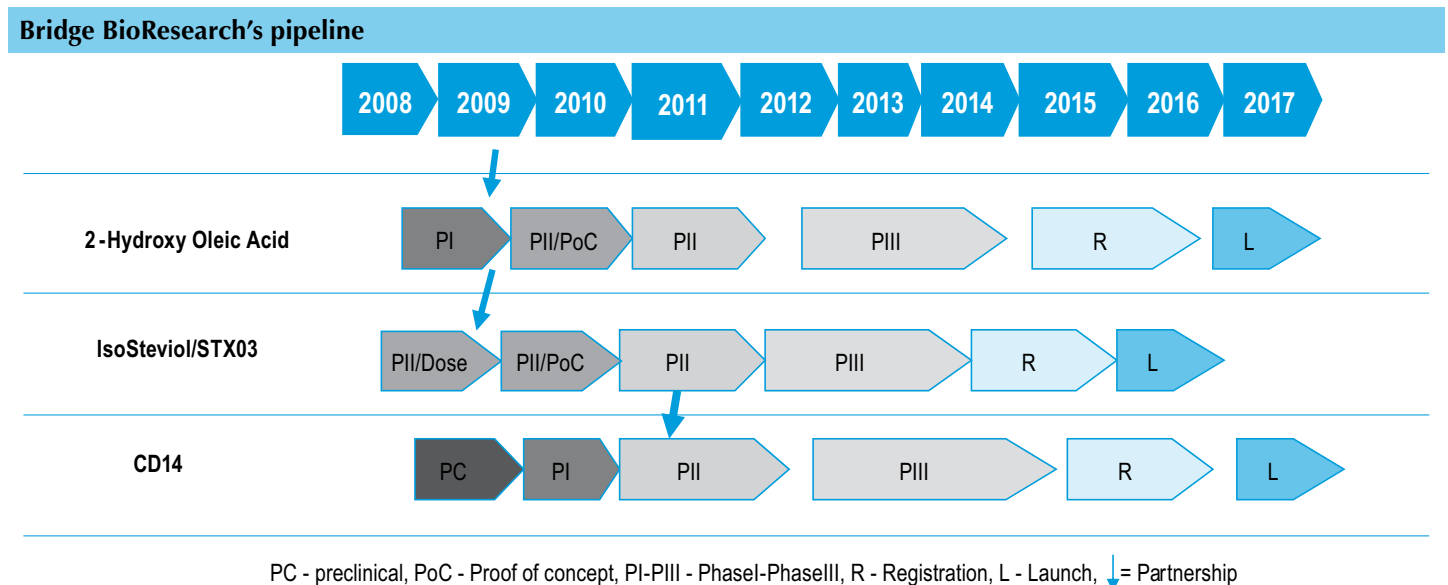 Bridge BioResearch's pipeline
2008 2009 2010 2011 2012 2013 2014 2015 2016 2017
2-Hydroxy Oleic Acid PI PII/PoC PII PIII R L
IsoSteviol/STX03 PII/Dose PII/PoC PII PIII R L
CD14 PC PI PII PIII R L
PC - preclinical, PoC - Proof of concept, PI-PIII - PhaseI-PhaseIII, R - Registration, L - Launch, ↓= Partnership